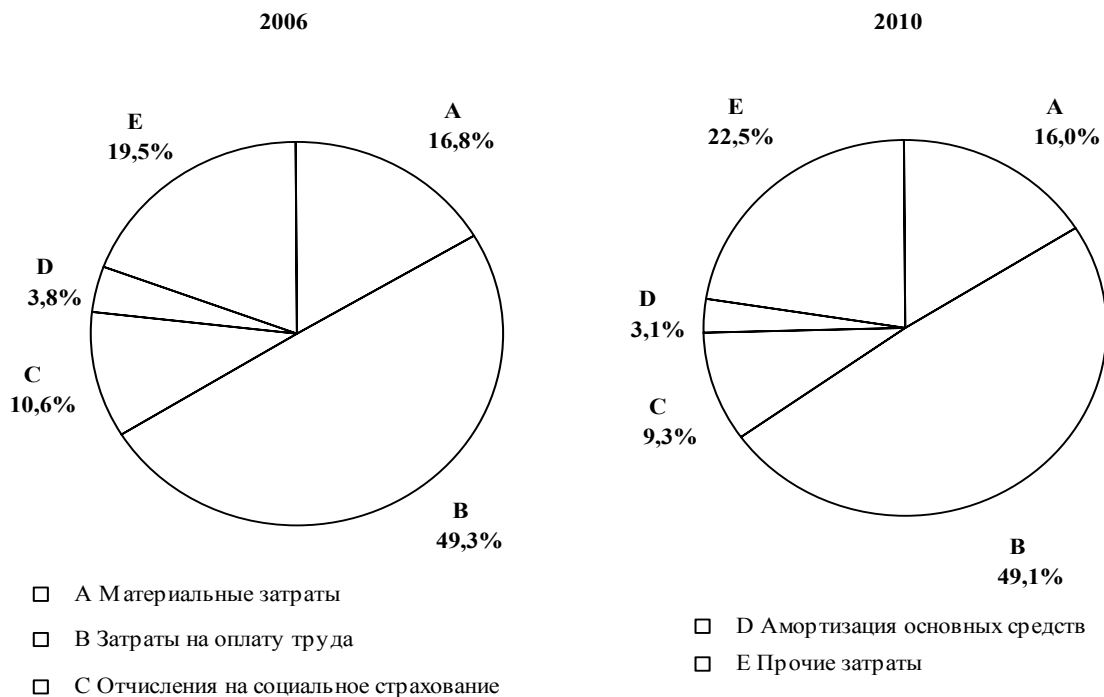 2006
E
19,5%
A
16,8%
D
3,8%
C
10,6%
B
49,3%
2010
E
22,5%
A
16,0%
D
3,1%
C
9,3%
B
49,1%
A Материальные затраты
B Затраты на оплату труда
C Отчисления на социальное страхование
D Амортизация основных средств
E Прочие затраты